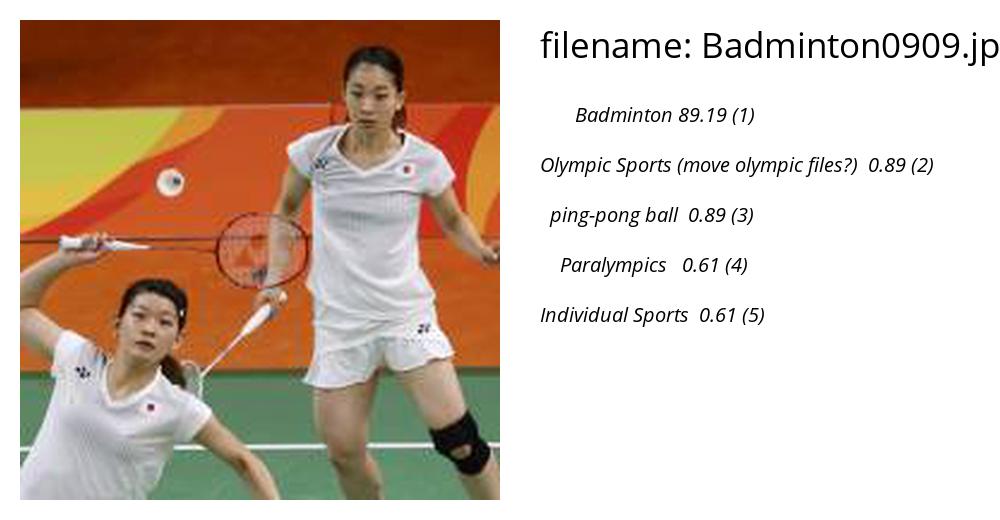 filename: Badminton0909.jp
Badminton 89.19 (1)
Olympic Sports (move olympic files?) 0.89 (2)
ping-pong ball 0.89 (3)
Paralympics 0.61 (4)
Individual Sports 0.61 (5)